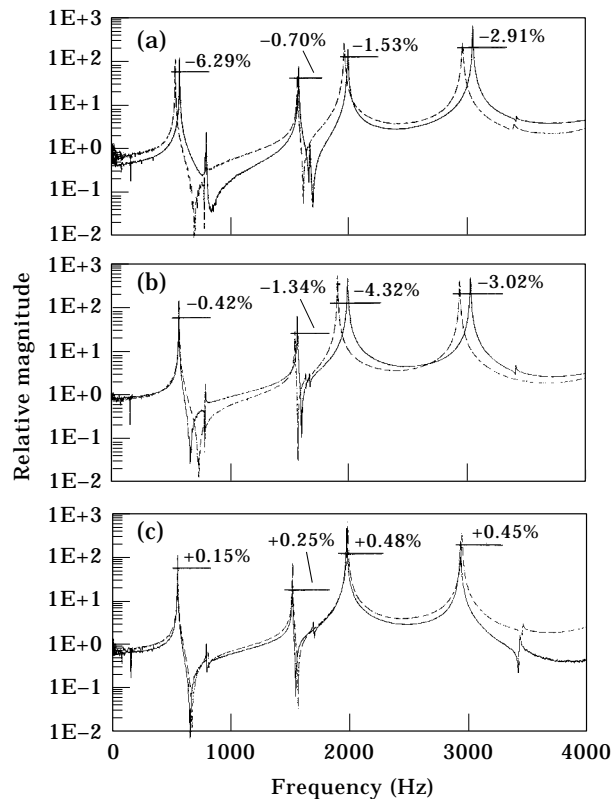 (a)
1E+3
1E+2
1E+1
1E+0
1E−1
1E−2
−6.29%
−0.70%
−1.53%
−2.91%
(b)
1E+3
1E+2
1E+1
1E+0
1E−1
1E−2
−0.42%
−1.34%
−4.32%
−3.02%
(c)
1E+3
1E+2
1E+1
1E+0
1E−1
1E−2
+0.15%
+0.25%
+0.48%
+0.45%
Relative magnitude
0 1000 2000 3000 4000
Frequency (Hz)